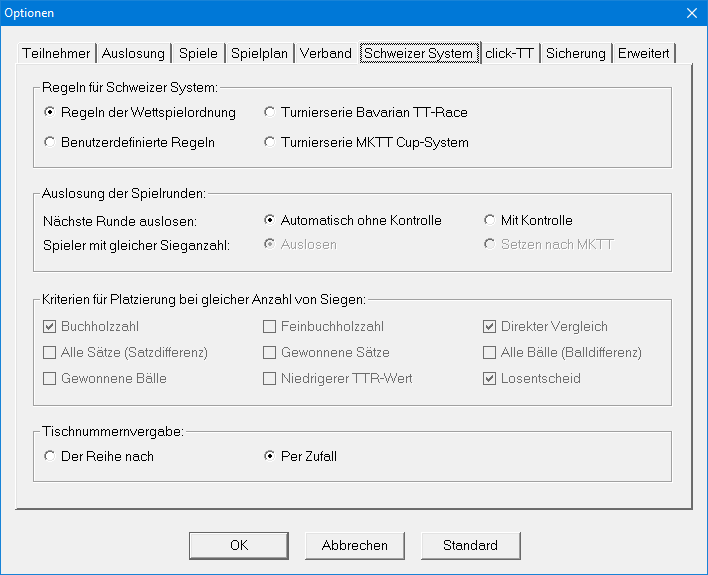 Optionen
Teilnehmer Auslosung Spiele Spielplan Verband Schweizer System click-TT Sicherung Erweitert
Regeln für Schweizer System:
Regeln der Wettspielordnung Turnierserie Bavarian TT-Race
Benutzerdefinierte Regeln Turnierserie MKTT Cup-System
Auslosung der Spielrunden:
Nächste Runde auslosen: Automatisch ohne Kontrolle Mit Kontrolle
Spieler mit gleicher Sieganzahl: Auslosen Setzen nach MKTT
Kriterien für Platzierung bei gleicher Anzahl von Siegen:
Buchholzzahl Feinbuchholzzahl Direkter Vergleich
Alle Sätze (Satzdifferenz) Gewonnene Sätze Alle Bälle (Balldifferenz)
Gewonnene Bälle Niedrigerer TTR-Wert Losentscheid
Tischnummernvergabe:
Der Reihe nach Per Zufall
OK Abbrechen Standard